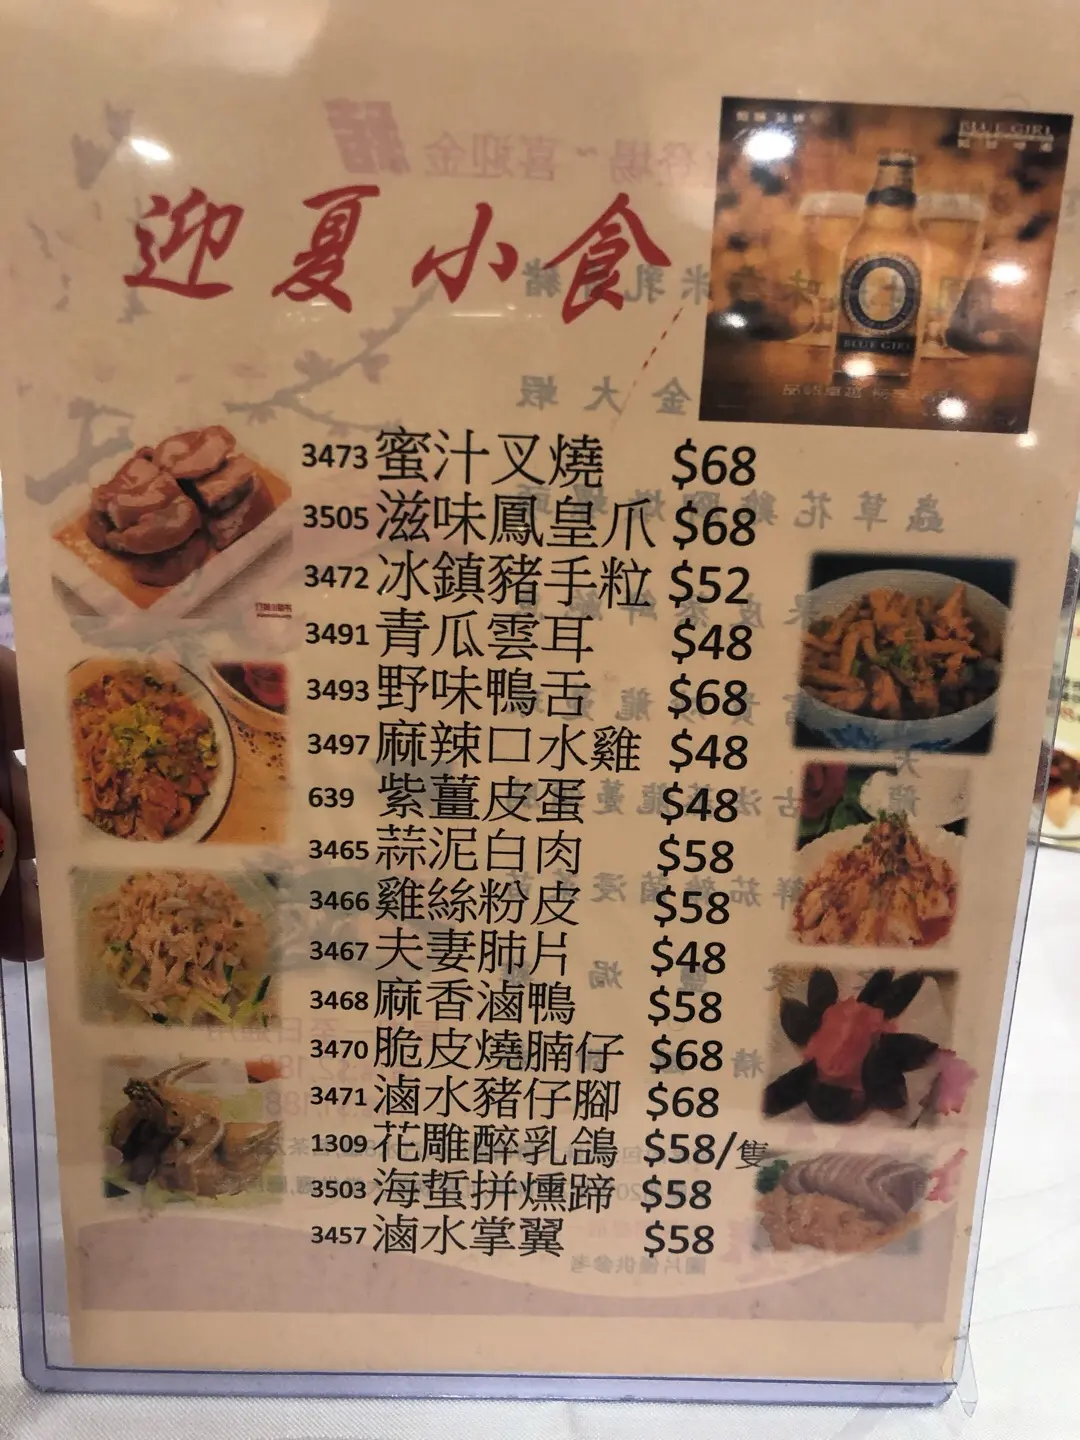 迎夏小食
BLUE GIRL
BLUE GIRL
3473 蜜汁叉燒 $68
3505 滋味鳳皇爪 $68
3472 冰鎮豬手粒 $52
3491 青瓜雲耳 $48
3493 野味鴨舌 $68
3497 麻辣口水雞 $48
639 紫薑皮蛋 $48
3465 蒜泥白肉 $58
3466 雞絲粉皮 $58
3467 夫妻肺片 $48
3468 麻香滷鴨 $58
3470 脆皮燒腩仔 $68
3471 滷水豬仔腳 $68
1309 花雕醉乳鴿 $58/隻
3503 海蜇拼燻蹄 $58
3457 滷水掌翼 $58